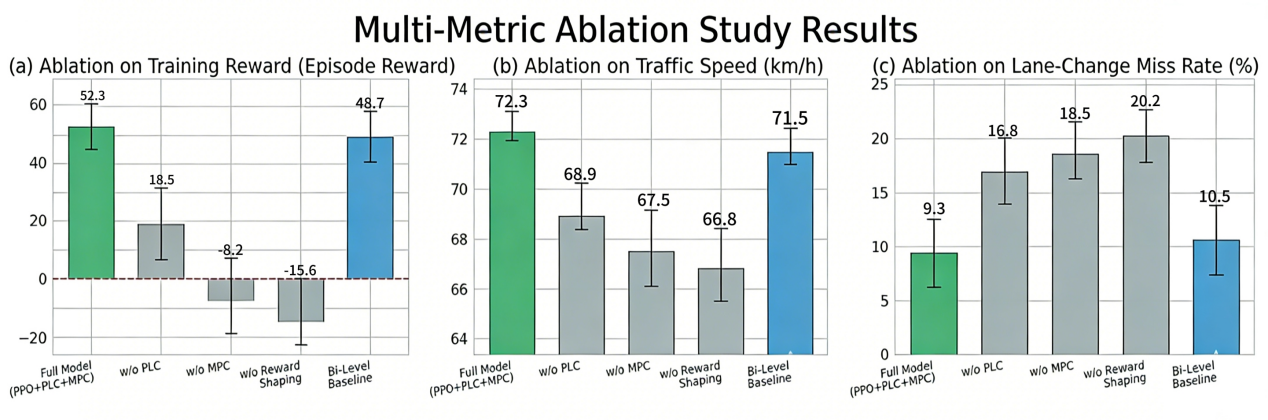 Multi-Metric Ablation Study Results
(a) Ablation on Training Reward (Episode Reward)
60
40
20
0
−20
52.3
18.5
-8.2
-15.6
48.7
Full Model
(PPO+PLC+MPC)
w/o PLC
w/o MPC
w/o Reward
Shaping
Bi-Level
Baseline
(b) Ablation on Traffic Speed (km/h)
74
72
70
68
66
64
72.3
68.9
67.5
66.8
71.5
Full Model
(PPO+PLC+MPC)
w/o PLC
w/o MPC
w/o Reward
Shaping
Bi-Level
Baseline
(c) Ablation on Lane-Change Miss Rate (%)
25
20
15
10
5
0
9.3
16.8
18.5
20.2
10.5
Full Model
(PPO+PLC+MPC)
w/o PLC
w/o MPC
w/o Reward
Shaping
Bi-Level
Baseline